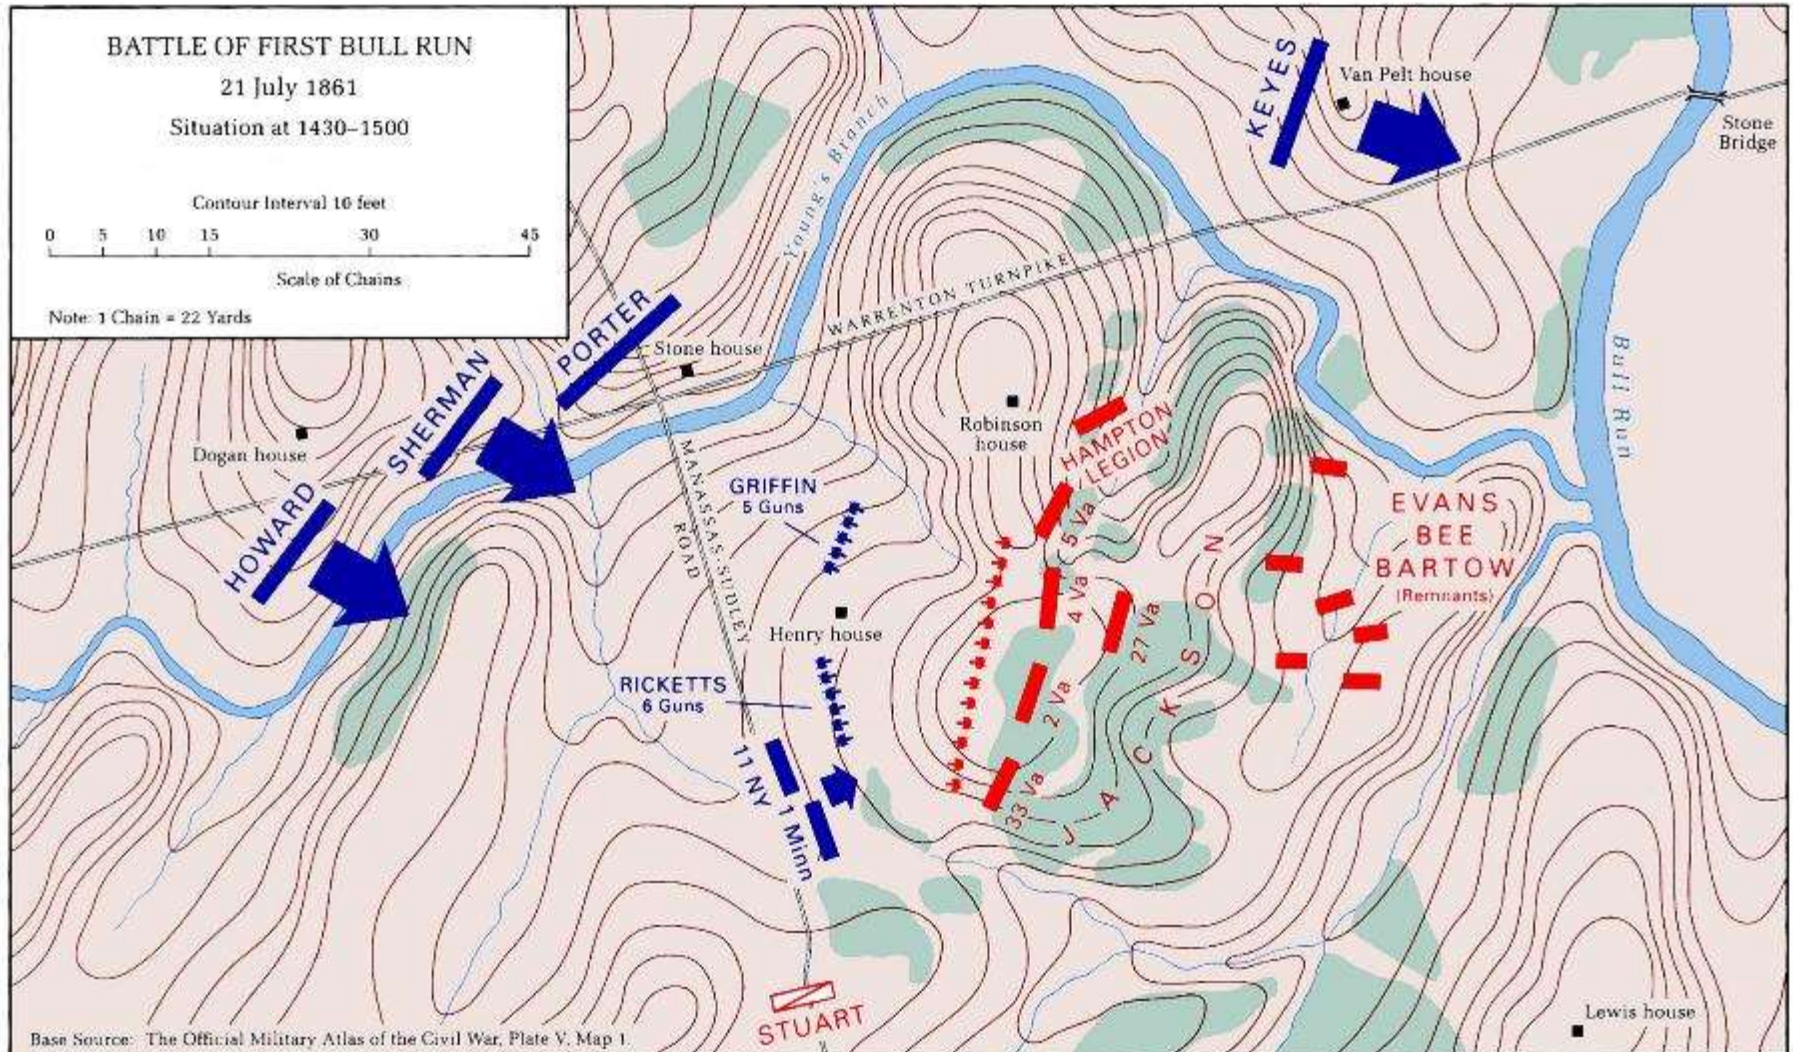 BATTLE OF FIRST BULL RUN
21 July 1861
Situation at 1430–1500
Contour Interval 10 feet
0 5 10 15 30 45
Scale of Chains
Note: 1 Chain = 22 Yards
KEYES
Van Pelt house
Stone
Bridge
Young's Branch
WARRENTON TURNPIKE
Bull Run
PORTER
Stone house
SHERMAN
Dogan house
HOWARD
MANASSAS-SUDLEY
ROAD
GRIFFIN
5 Guns
Robinson
house
HAMPTON
LEGION
5 Va
4 Va
27 Va
2 Va
33 Va
JACKSON
EVANS
BEE
BARTOW
(Remnants)
Henry house
RICKETTS
6 Guns
11 NY
1 Minn
STUART
Lewis house
Base Source: The Official Military Atlas of the Civil War, Plate V, Map 1.